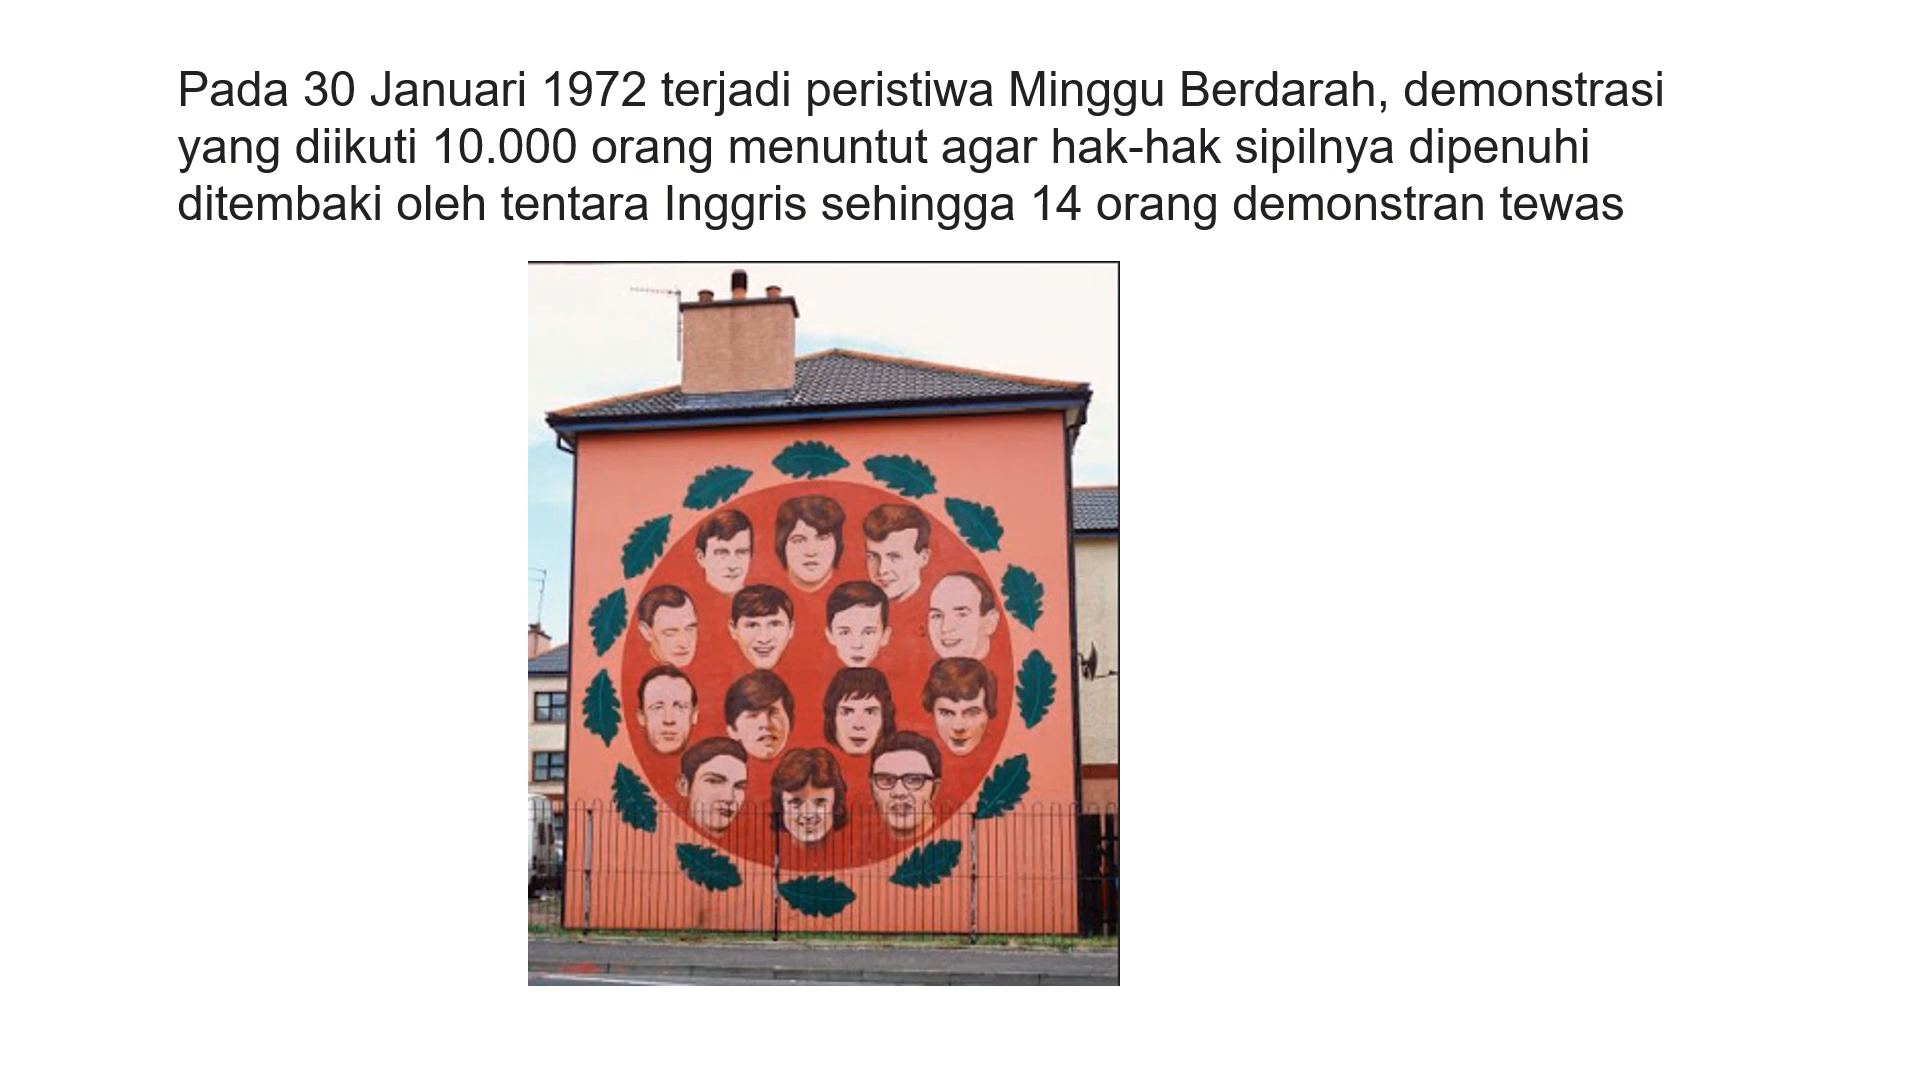 Pada 30 Januari 1972 terjadi peristiwa Minggu Berdarah, demonstrasi
yang diikuti 10.000 orang menuntut agar hak-hak sipilnya dipenuhi
ditembaki oleh tentara Inggris sehingga 14 orang demonstran tewas